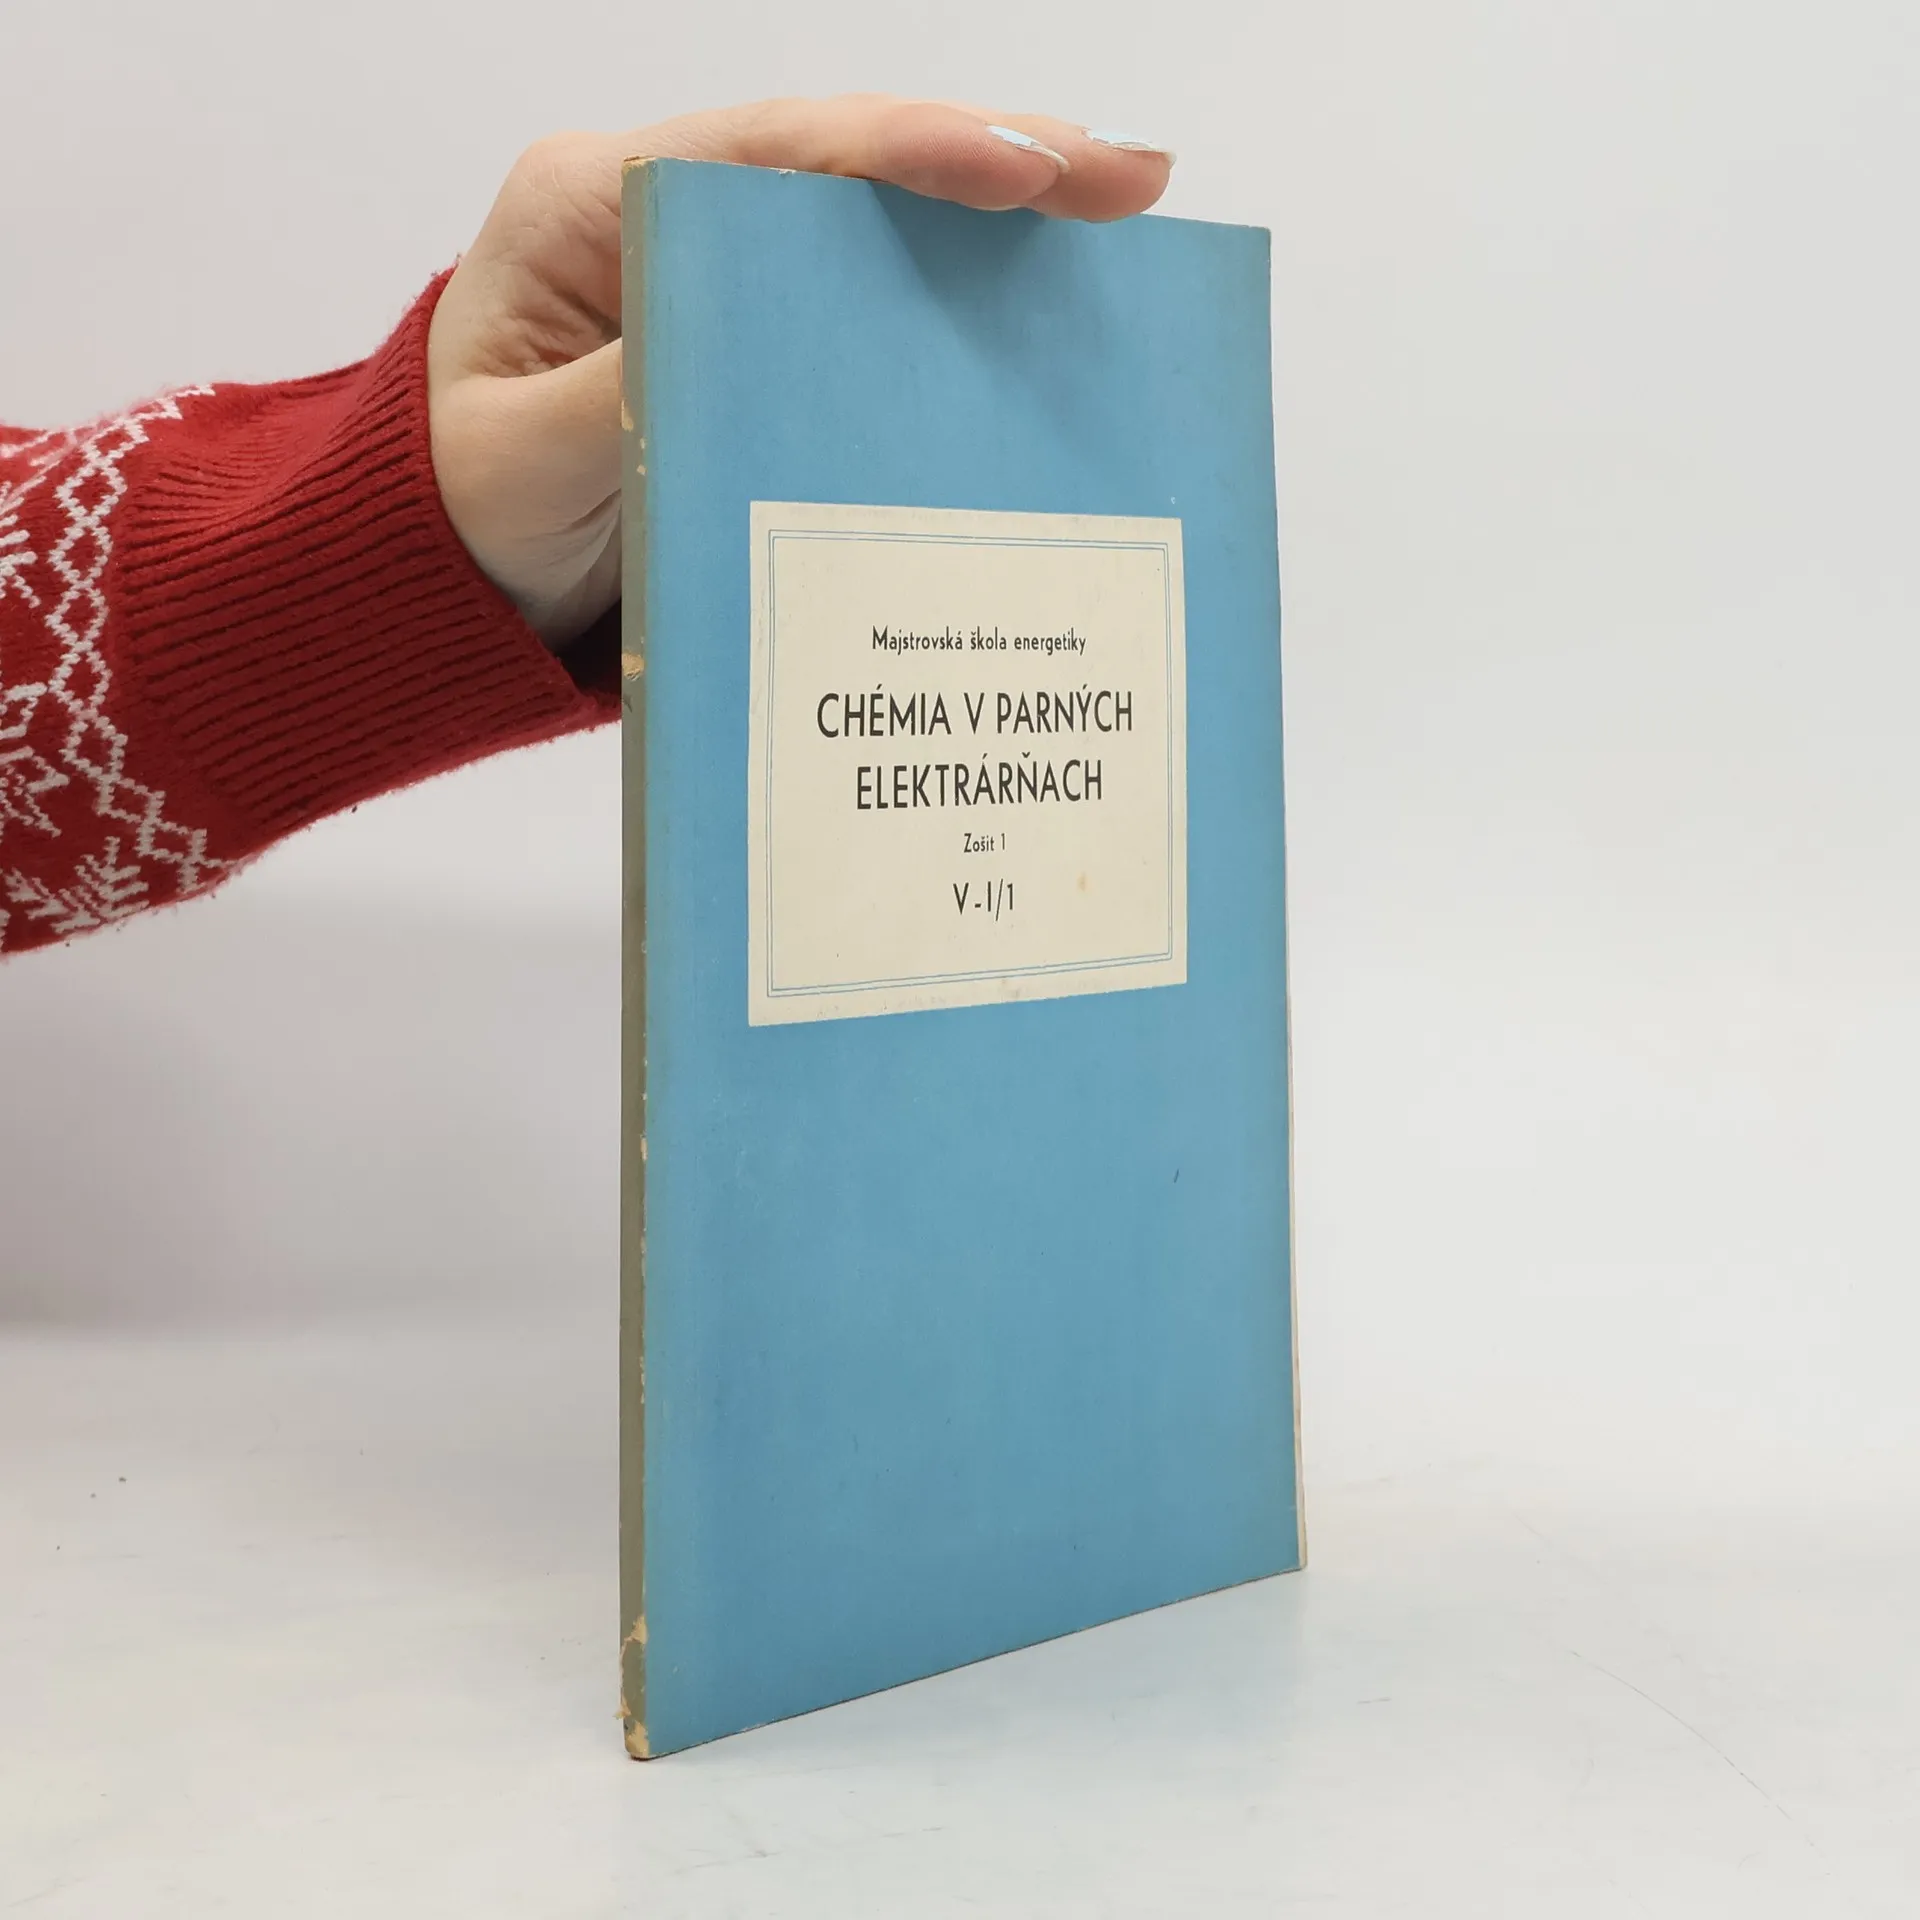 Majstrovská škola energetiky
CHÉMIA V PARNÝCH
ELEKTRÁRŇACH
Zošit 1
V-I/1